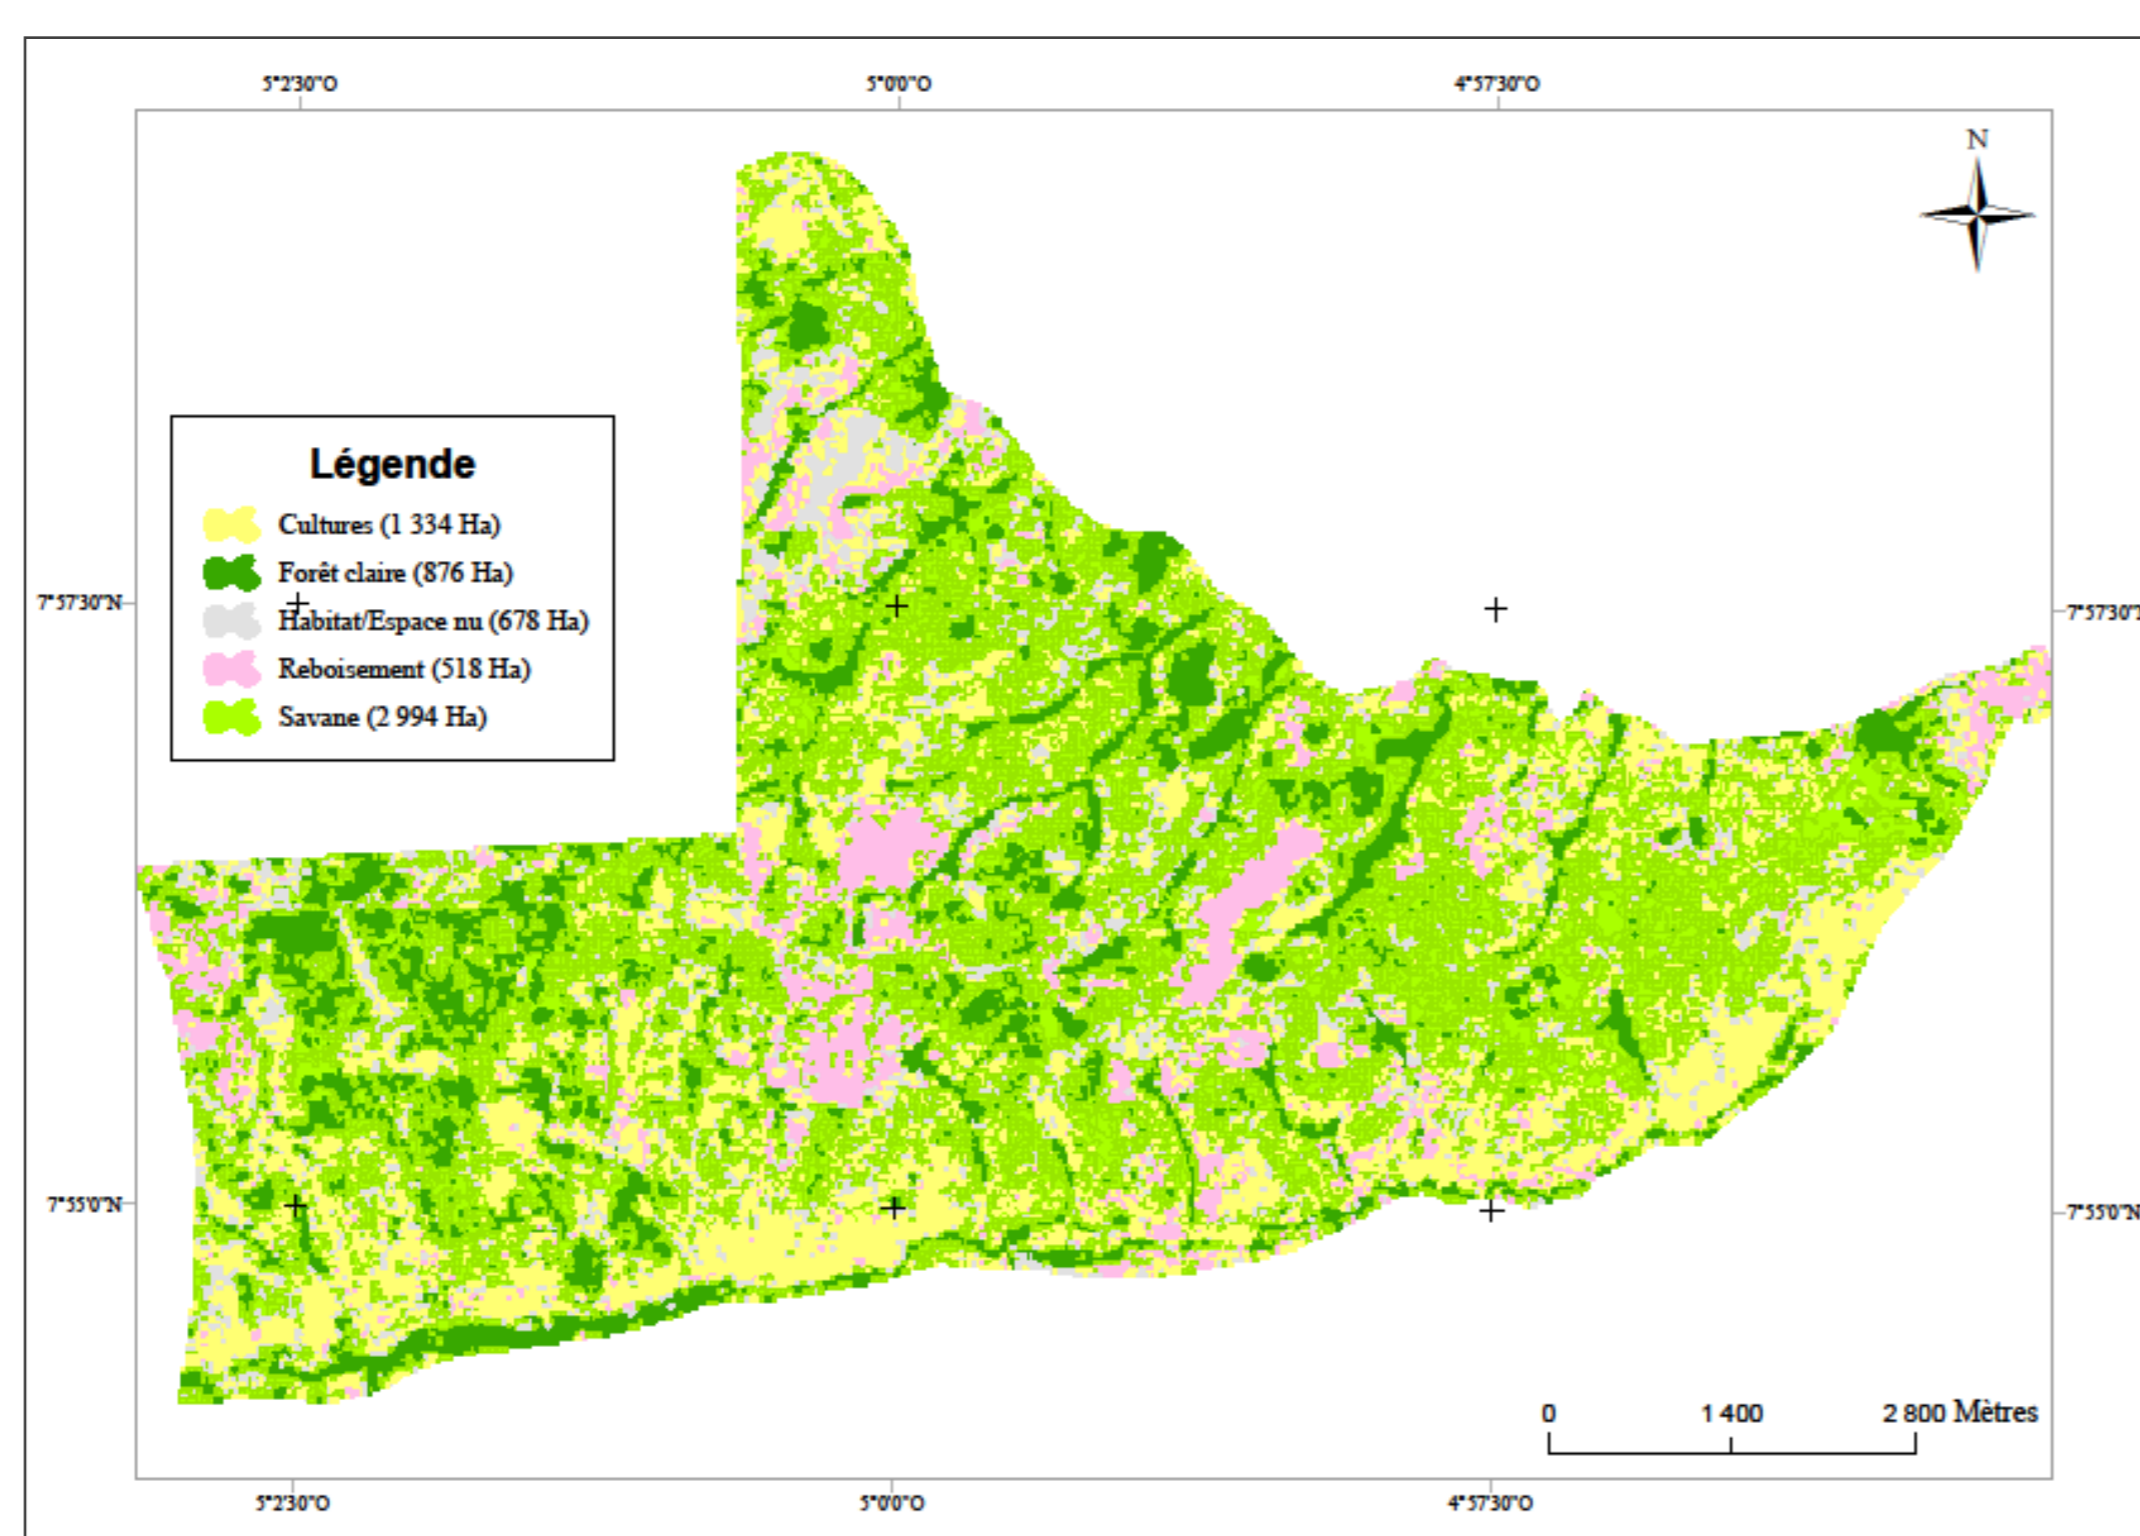 5°2'30"O 5°0'0"O 4°57'30"O
N
Légende
Cultures (1 334 Ha)
Forêt claire (876 Ha)
7°57'30"N
7°57'30"
Habitat/Espace nu (678 Ha)
Reboisement (518 Ha)
Savane (2 994 Ha)
7°55'0"N
7°55'0"N
0 1 400 2 800 Mètres
5°2'30"O 5°0'0"O 4°57'30"O